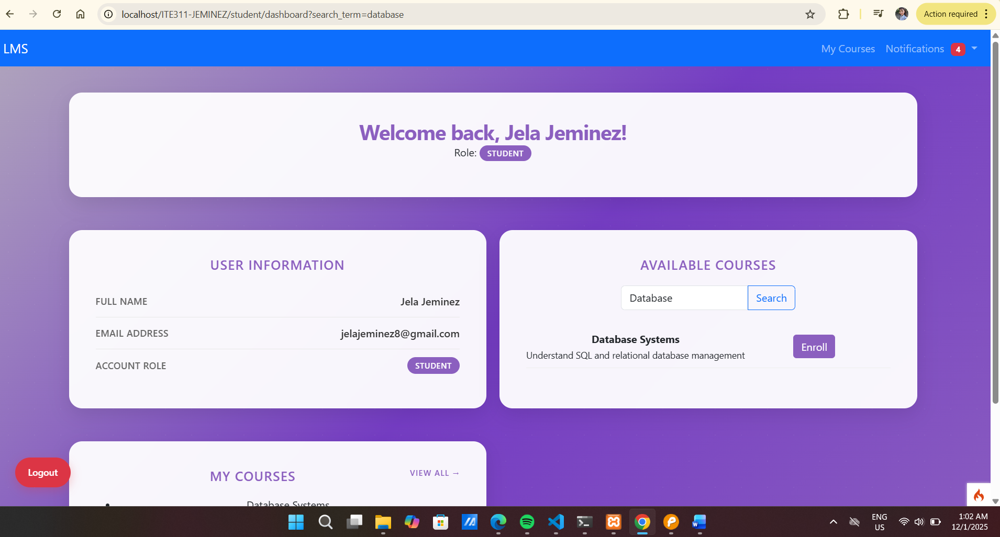 localhost/ITE311-JEMINEZ/student/dashboard?search_term=database
Action required
LMS
My Courses
Notifications 4
Welcome back, Jela Jeminez!
Role: STUDENT
USER INFORMATION
FULL NAME
Jela Jeminez
EMAIL ADDRESS
jelajeminez8@gmail.com
ACCOUNT ROLE
STUDENT
AVAILABLE COURSES
Database
Search
Database Systems
Understand SQL and relational database management
Enroll
MY COURSES
VIEW ALL →
Database Systems
Logout
ENG
US
1:02 AM
12/1/2025